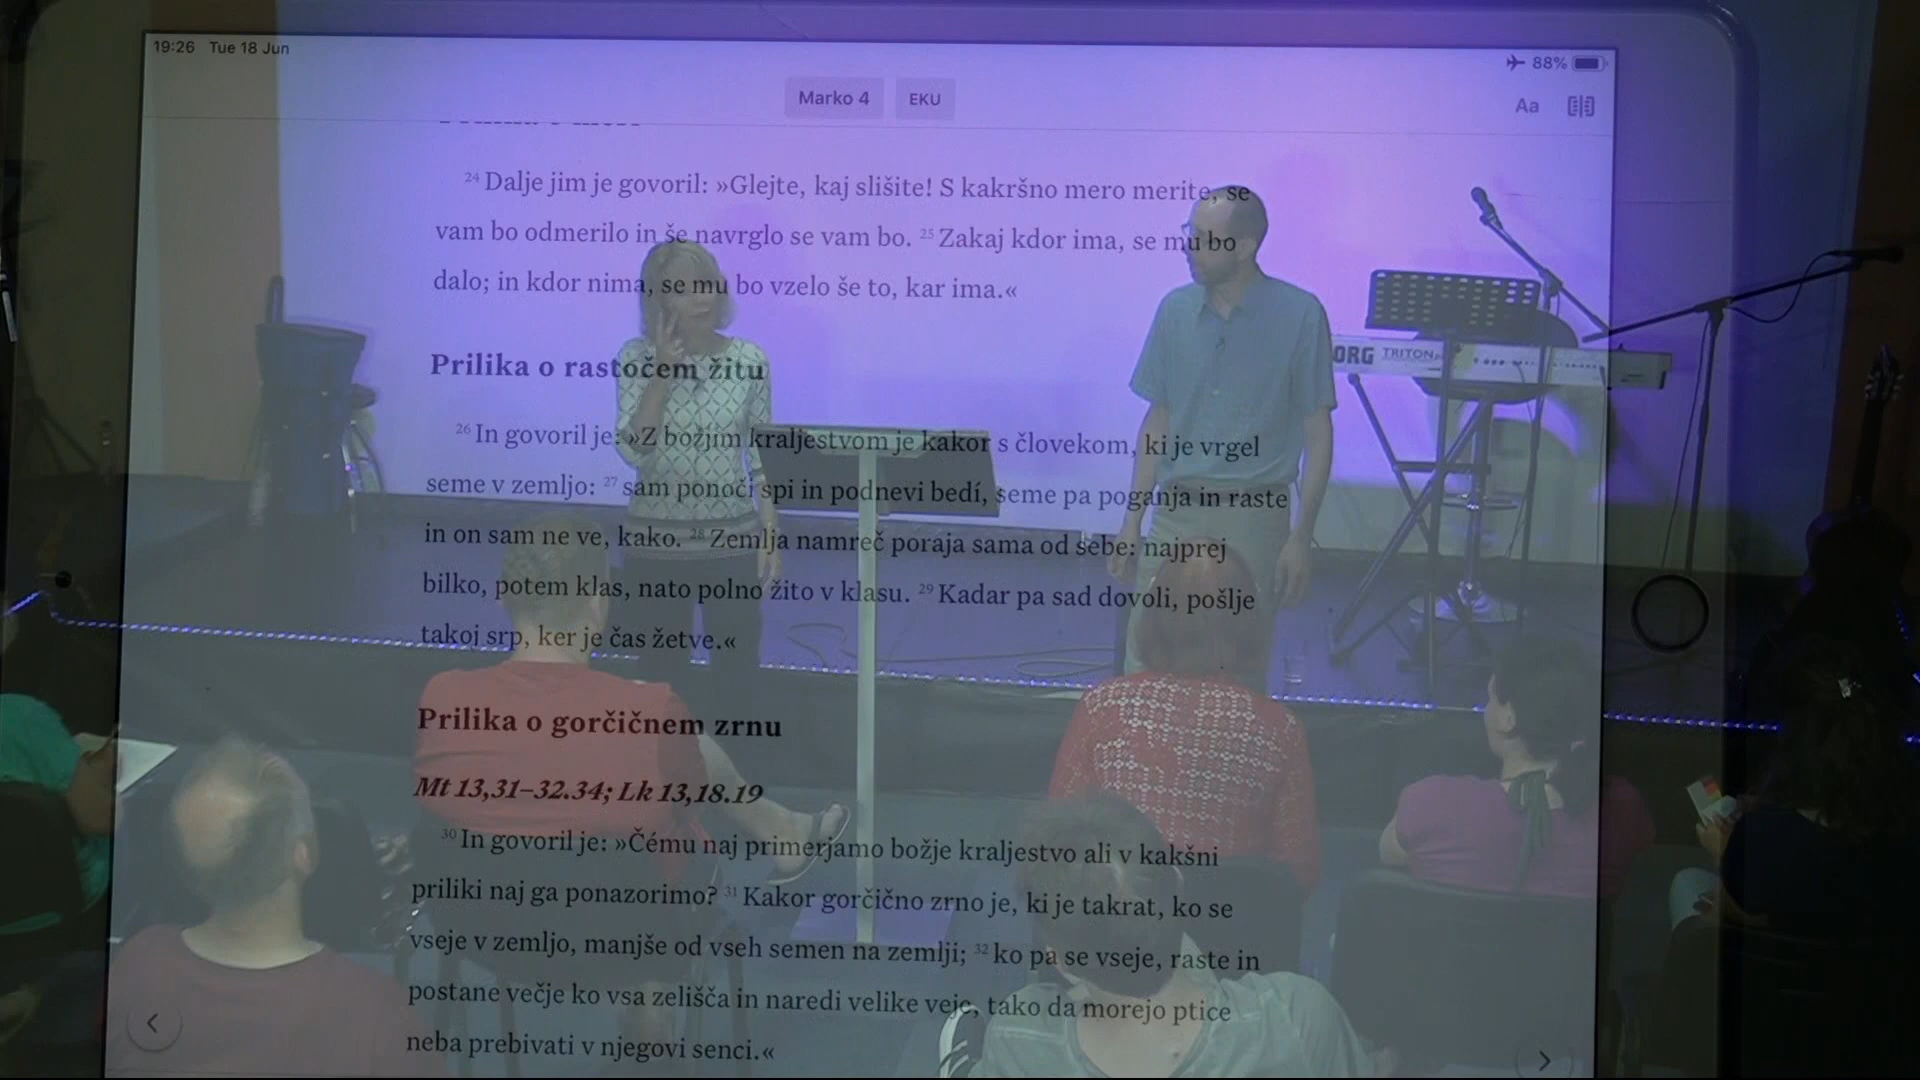 19:26 Tue 18 Jun
88%
Marko 4 EKU
Aa
24 Dalje jim je govoril: »Glejte, kaj slišite! S kakršno mero merite, se
vam bo odmerilo in še navrglo se vam bo. 25 Zakaj kdor ima, se mu bo
dalo; in kdor nima, se mu bo vzelo še to, kar ima.«
Prilika o rastočem žitu
26 In govoril je: »Z božjim kraljestvom je kakor s človekom, ki je vrgel
seme v zemljo: 27 sam ponoči spi in podnevi bedí, seme pa poganja in raste
in on sam ne ve, kako. 28 Zemlja namreč poraja sama od sebe: najprej
bilko, potem klas, nato polno žito v klasu. 29 Kadar pa sad dovoli, pošlje
takoj srp, ker je čas žetve.«
Prilika o gorčičnem zrnu
Mt 13,31–32.34; Lk 13,18.19
30 In govoril je: »Čému naj primerjamo božje kraljestvo ali v kakšni
priliki naj ga ponazorimo? 31 Kakor gorčično zrno je, ki je takrat, ko se
vseje v zemljo, manjše od vseh semen na zemlji; 32 ko pa se vseje, raste in
postane večje ko vsa zelišča in naredi velike veje, tako da morejo ptice
neba prebivati v njegovi senci.«
ORG TRITON